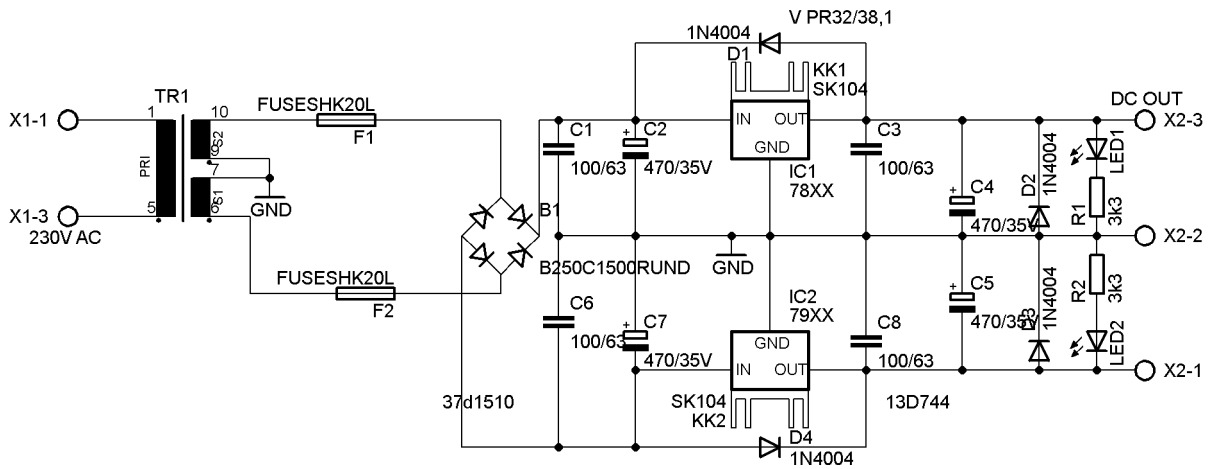 V PR32/38,1
1N4004
D1
KK1
SK104
TR1
FUSESHK20L
F1
DC OUT
X1-1
1
10
S2
9
PRI
7
S1
5
6
GND
X1-3
230V AC
C1
100/63
+
C2
470/35V
IN
OUT
GND
IC1
78XX
C3
100/63
+
C4
470/35V
D2
1N4004
LED1
R1
3k3
X2-3
B1
B250C1500RUND
GND
X2-2
FUSESHK20L
F2
C6
100/63
+
C7
470/35V
IC2
79XX
GND
IN
OUT
C8
100/63
+
C5
470/35V
D3
1N4004
R2
3k3
LED2
X2-1
37d1510
SK104
KK2
13D744
D4
1N4004